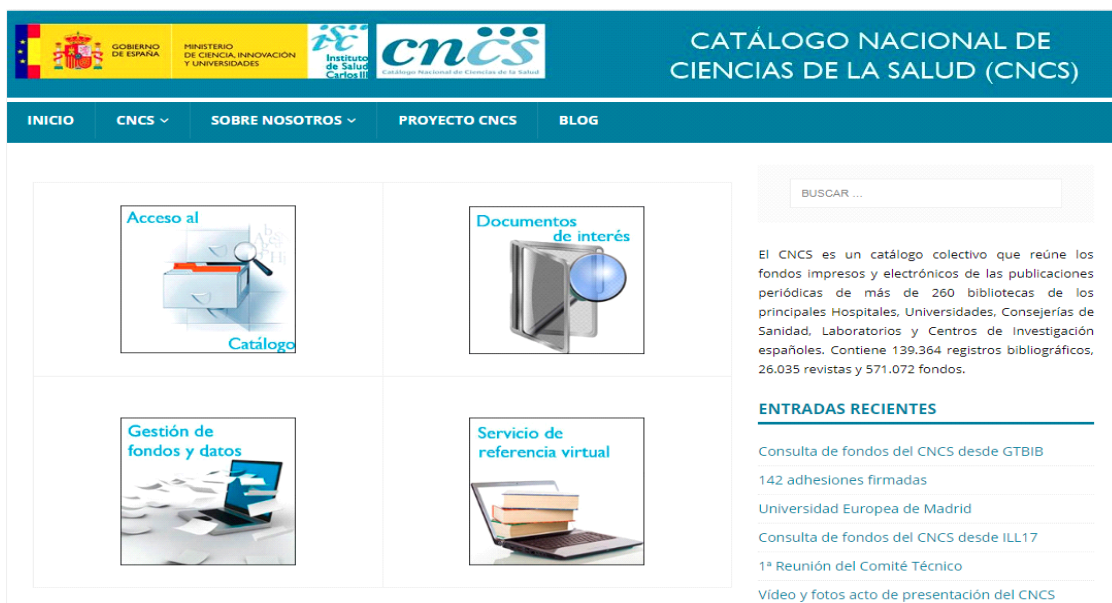 GOBIERNO
DE ESPAÑA
MINISTERIO
DE CIENCIA, INNOVACIÓN
Y UNIVERSIDADES
isc
Instituto
de Salud
Carlos III
cncs
Catálogo Nacional de Ciencias de la Salud
CATÁLOGO NACIONAL DE
CIENCIAS DE LA SALUD (CNCS)
INICIO
CNCS
SOBRE NOSOTROS
PROYECTO CNCS
BLOG
Acceso al
Catálogo
Documentos
de interés
Gestión de
fondos y datos
Servicio de
referencia virtual
BUSCAR ...
El CNCS es un catálogo colectivo que reúne los
fondos impresos y electrónicos de las publicaciones
periódicas de más de 260 bibliotecas de los
principales Hospitales, Universidades, Consejerías de
Sanidad, Laboratorios y Centros de Investigación
españoles. Contiene 139.364 registros bibliográficos,
26.035 revistas y 571.072 fondos.
ENTRADAS RECIENTES
Consulta de fondos del CNCS desde GTBIB
142 adhesiones firmadas
Universidad Europea de Madrid
Consulta de fondos del CNCS desde ILL17
1ª Reunión del Comité Técnico
Vídeo y fotos acto de presentación del CNCS